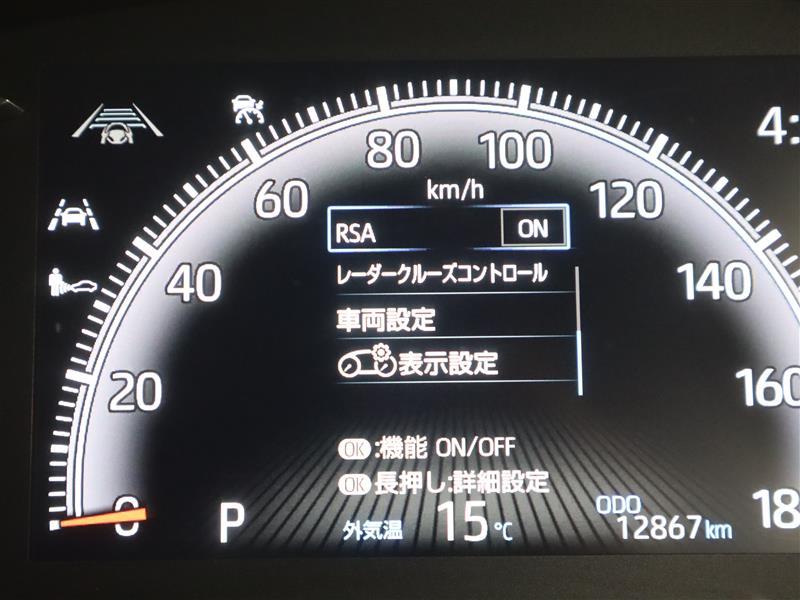 4:
80
100
60
km/h
120
RSA ON
レーダークルーズコントロール
40
140
車両設定
表示設定
20
160
OK:機能 ON/OFF
OK長押し:詳細設定
0
P
外気温 15℃
ODO
12867km
18